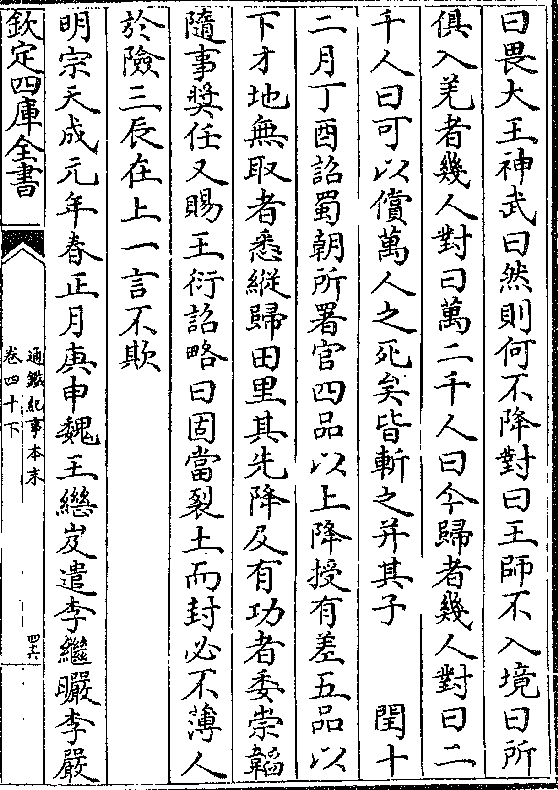 曰畏大王神武曰然則何不降對曰王師不入境曰所
俱入羌者幾人對曰萬二千人曰今歸者幾人對曰二
千人曰可以償萬人之死矣皆斬之并其子　閏十
二月丁酉詔蜀朝所署官四品以上降授有差五品以
下才地無取者悉縱歸田里其先降及有功者委崇韜
隨事奬任又賜王衍詔略曰固當裂土而封必不薄人
於險三辰在上一言不欺
明宗天成元年春正月庚申魏王繼岌遣李繼曮李嚴
欽定四庫全書
通鑑紀事本末
卷四十下
四六